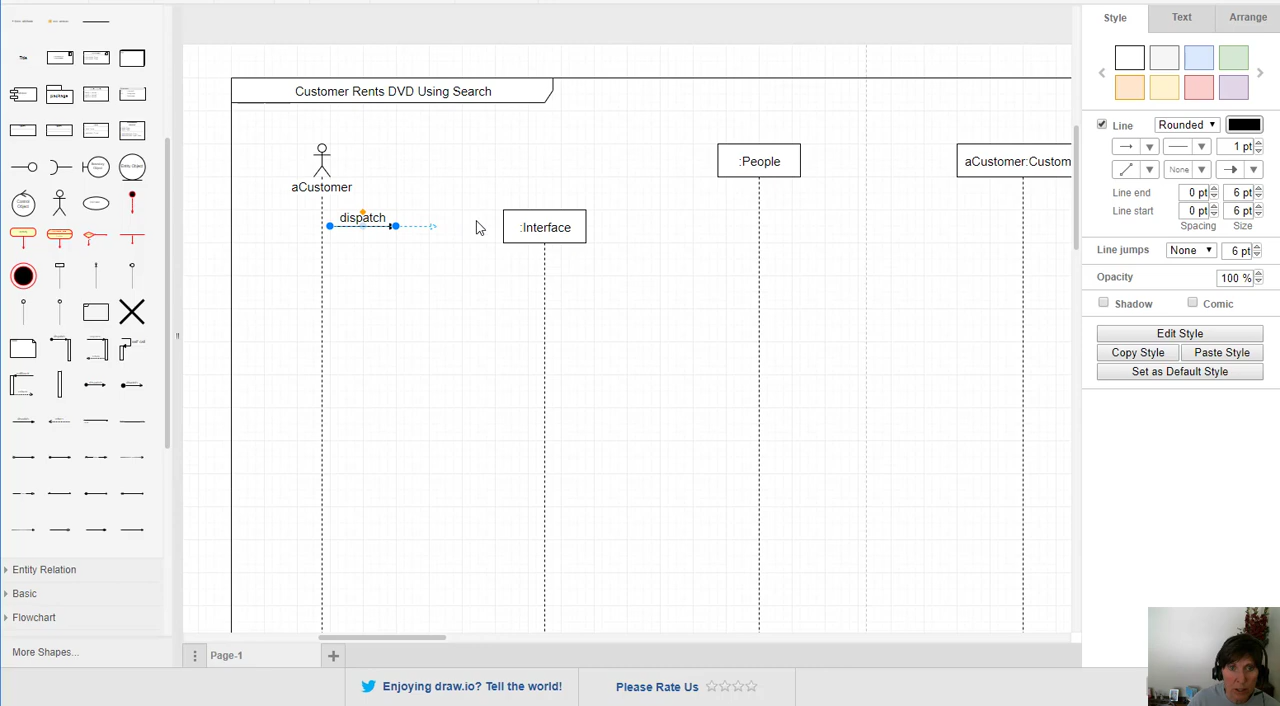 Style Text Arrange
Title
package
Customer Rents DVD Using Search
aCustomer
:People
aCustomer:Custom
dispatch
:Interface
Line Rounded
1 pt
None
Line end 0 pt 6 pt
Line start 0 pt 6 pt
Spacing Size
Line jumps None 6 pt
Opacity 100 %
Shadow Comic
Edit Style
Copy Style Paste Style
Set as Default Style
Entity Relation
Basic
Flowchart
More Shapes...
Page-1
Enjoying draw.io? Tell the world!
Please Rate Us